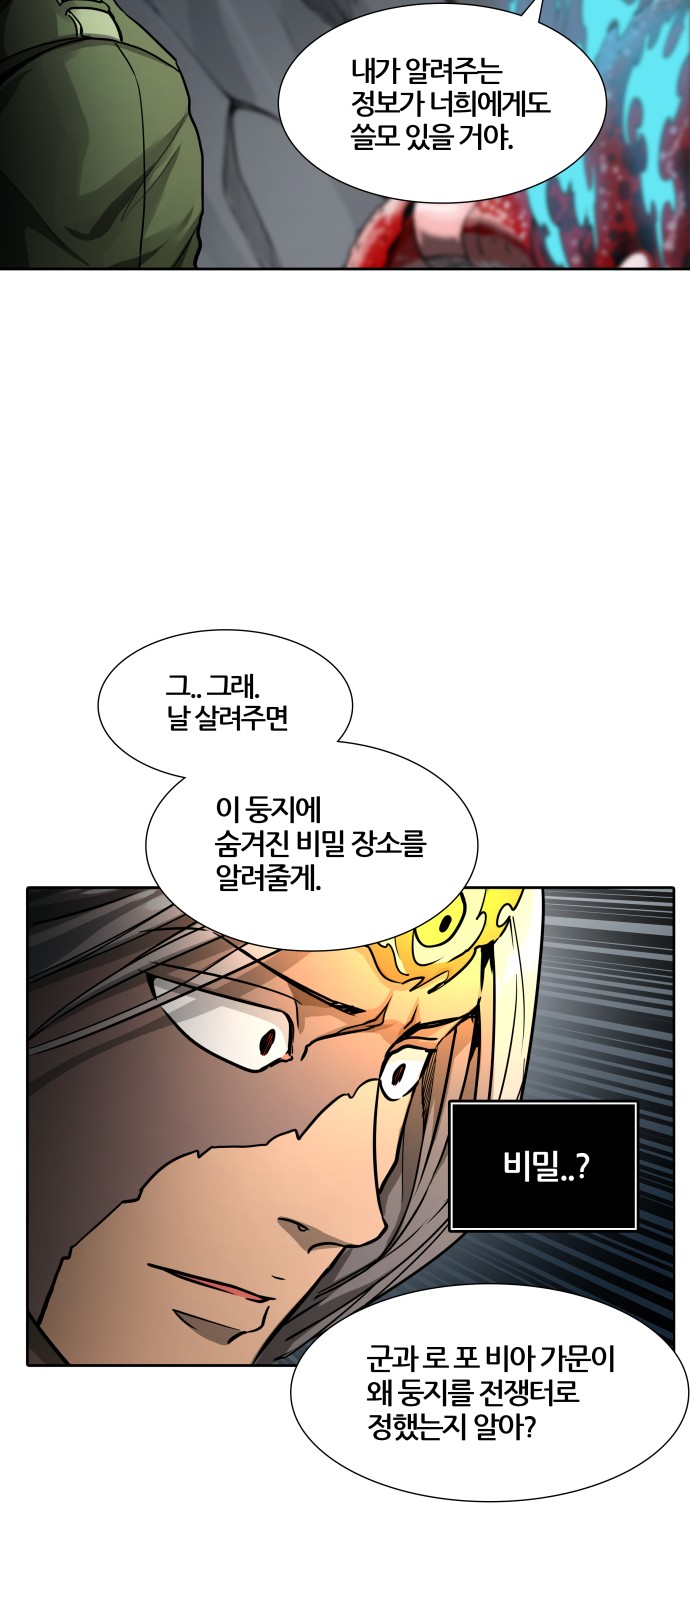 내가 알려주는
정보가 너희에게도
쓸모 있을 거야.
그.. 그래.
날 살려주면
이 둥지에
숨겨진 비밀 장소를
알려줄게.
비밀..?
군과 로 포 비아 가문이
왜 둥지를 전쟁터로
정했는지 알아?